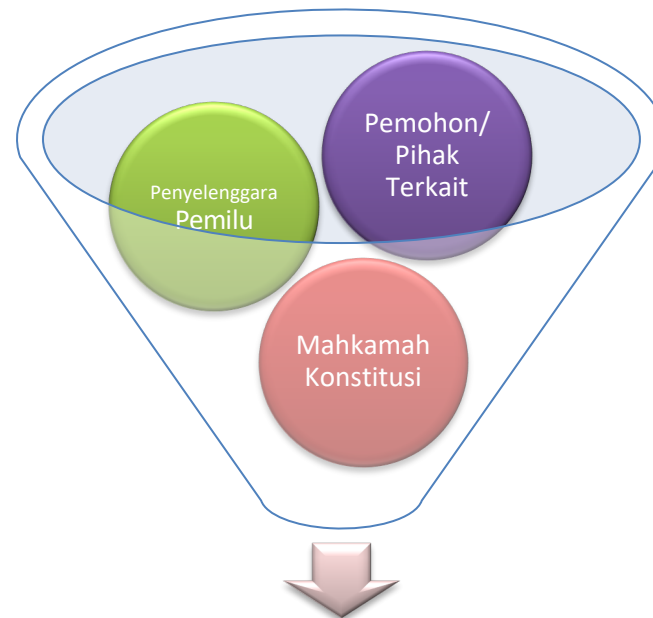 Pemohon/
Pihak
Terkait
Penyelenggara
Pemilu
Mahkamah
Konstitusi